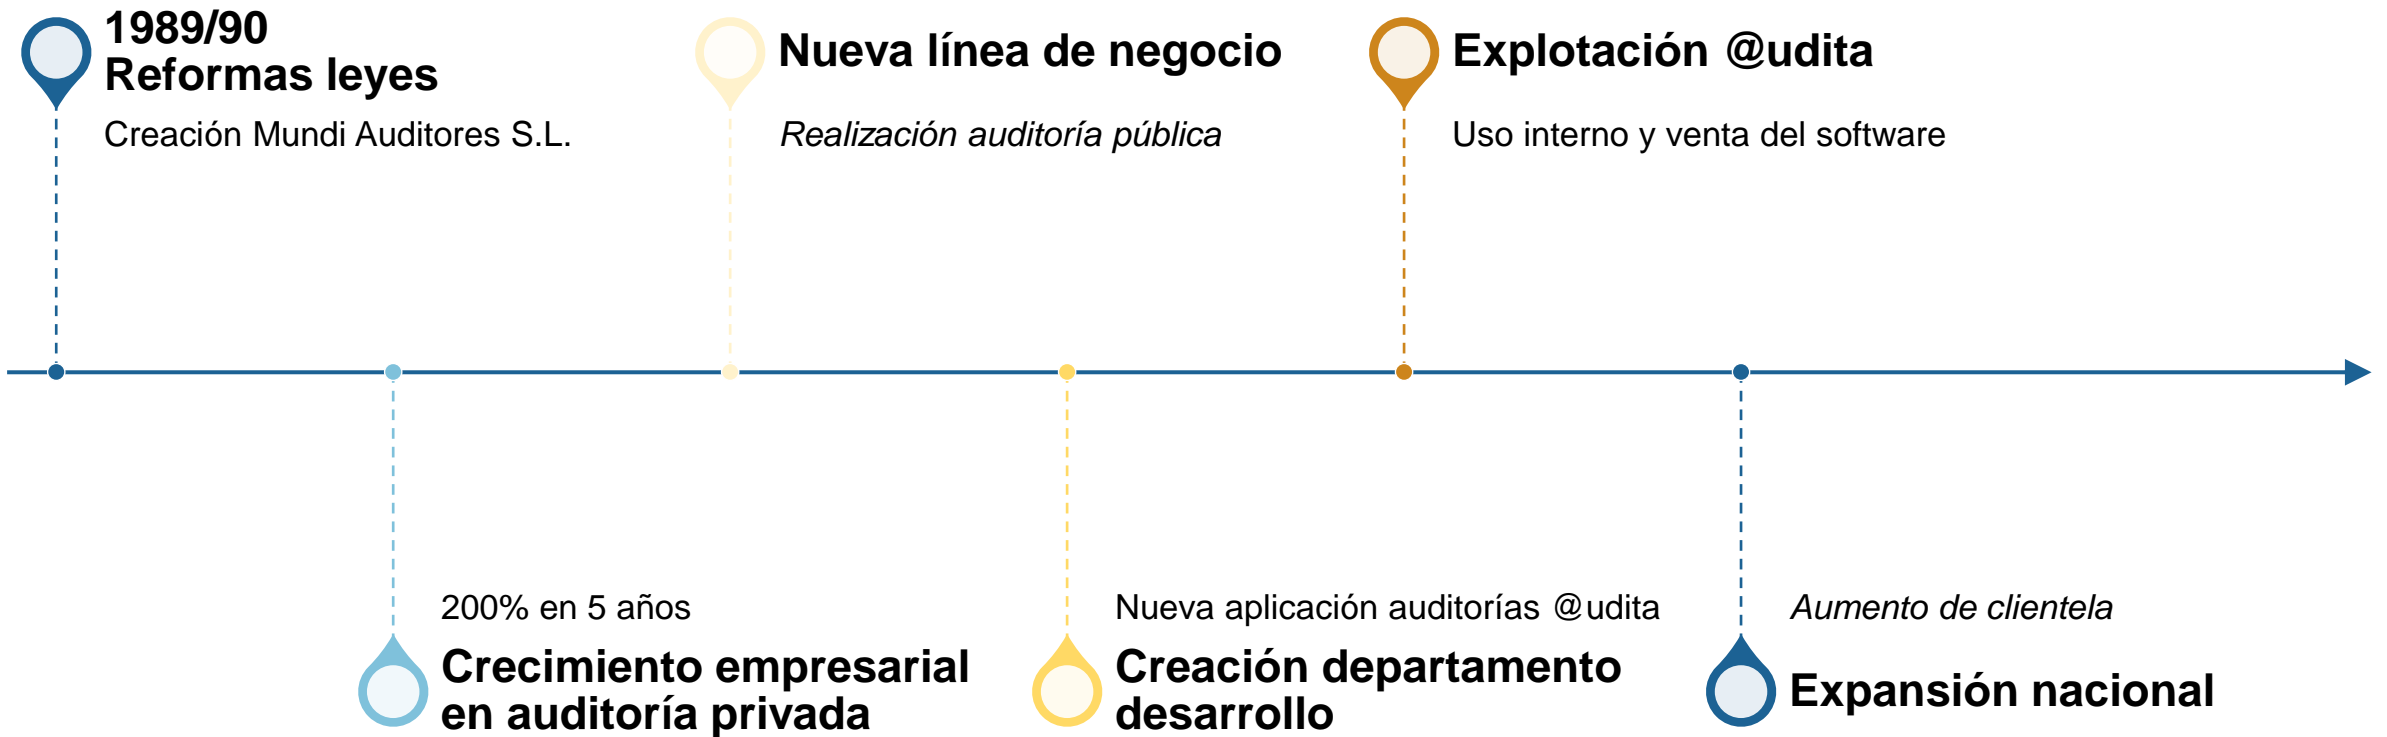 1989/90
Reformas leyes
Creación Mundi Auditores S.L.
Nueva línea de negocio
Realización auditoría pública
Explotación @udita
Uso interno y venta del software
200% en 5 años
Crecimiento empresarial
en auditoría privada
Nueva aplicación auditorías @udita
Creación departamento
desarrollo
Aumento de clientela
Expansión nacional